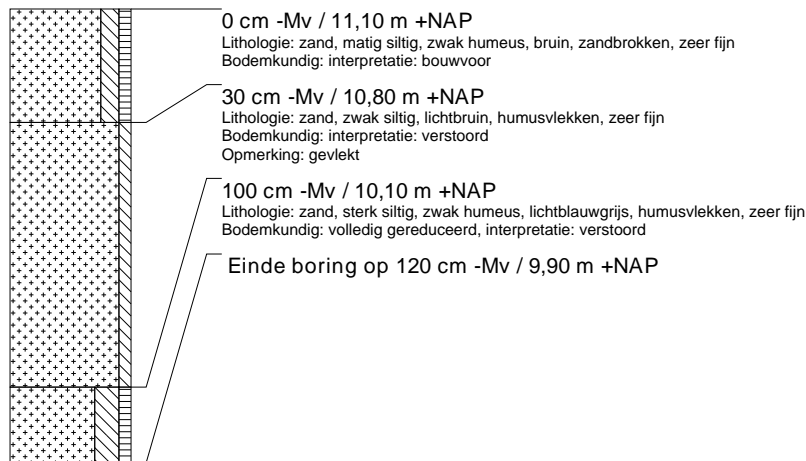 0 cm -Mv / 11,10 m +NAP
Lithologie: zand, matig siltig, zwak humeus, bruin, zandbrokken, zeer fijn
Bodemkundig: interpretatie: bouwvoor
30 cm -Mv / 10,80 m +NAP
Lithologie: zand, zwak siltig, lichtbruin, humusvlekken, zeer fijn
Bodemkundig: interpretatie: verstoord
Opmerking: gevlekt
100 cm -Mv / 10,10 m +NAP
Lithologie: zand, sterk siltig, zwak humeus, lichtblauwgrijs, humusvlekken, zeer fijn
Bodemkundig: volledig gereduceerd, interpretatie: verstoord
Einde boring op 120 cm -Mv / 9,90 m +NAP